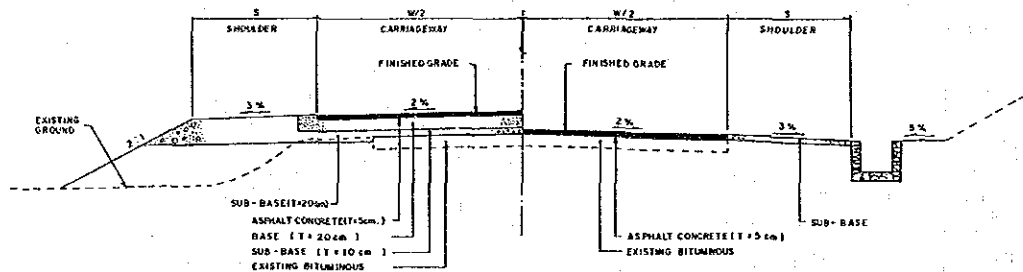 S
W/2
W/2
S
SHOULDER
CARRIAGEWAY
CARRIAGEWAY
SHOULDER
FINISHED GRADE
FINISHED GRADE
EXISTING
GROUND
2:1
3 %
2 %
2%
3%
3%
SUB-BASE(T=20cm)
ASPHALT CONCRETE(T=5cm.)
BASE (T=20cm)
SUB-BASE (T=10cm)
EXISTING BITUMINOUS
ASPHALT CONCRETE(T=5cm)
EXISTING BITUMINOUS
SUB-BASE